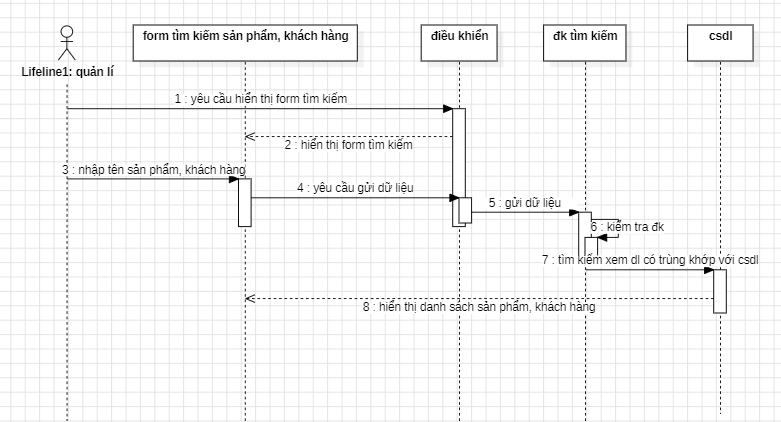 form tìm kiếm sản phẩm, khách hàng
điều khiển
đk tìm kiếm
csdl
Lifeline1: quản lí
1 : yêu cầu hiển thị form tìm kiếm
2 : hiển thị form tìm kiếm
3 : nhập tên sản phẩm, khách hàng
4 : yêu cầu gửi dữ liệu
5 : gửi dữ liệu
6 : kiểm tra đk
7 : tìm kiếm xem dl có trùng khớp với csdl
8 : hiển thị danh sách sản phẩm, khách hàng